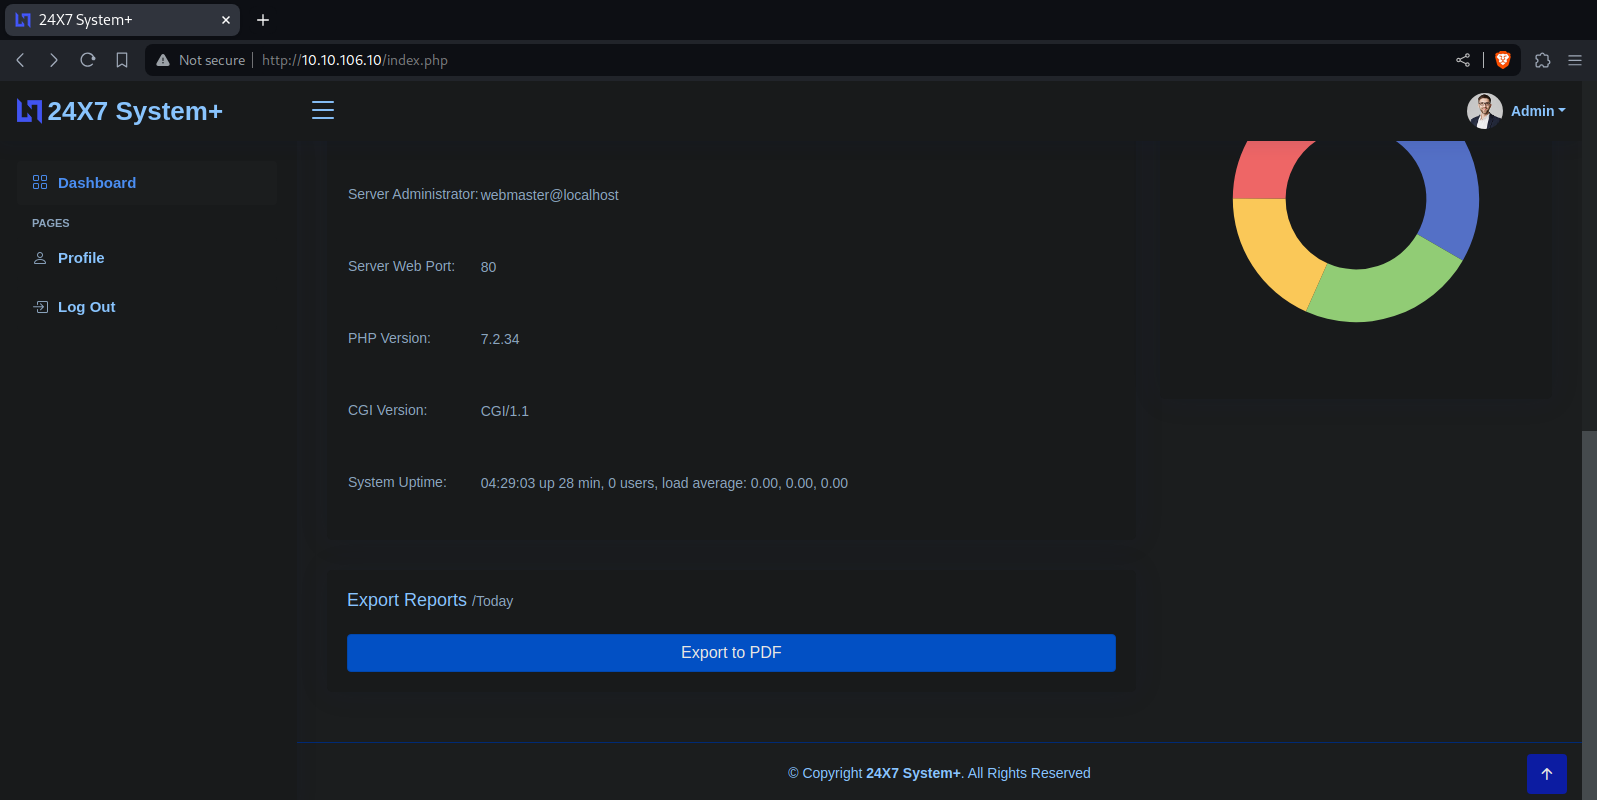 24X7 System+
Not secure http://10.10.106.10/index.php
24X7 System+
Admin
Dashboard
PAGES
Profile
Log Out
Server Administrator: webmaster@localhost
Server Web Port: 80
PHP Version: 7.2.34
CGI Version: CGI/1.1
System Uptime: 04:29:03 up 28 min, 0 users, load average: 0.00, 0.00, 0.00
Export Reports /Today
Export to PDF
© Copyright 24X7 System+. All Rights Reserved